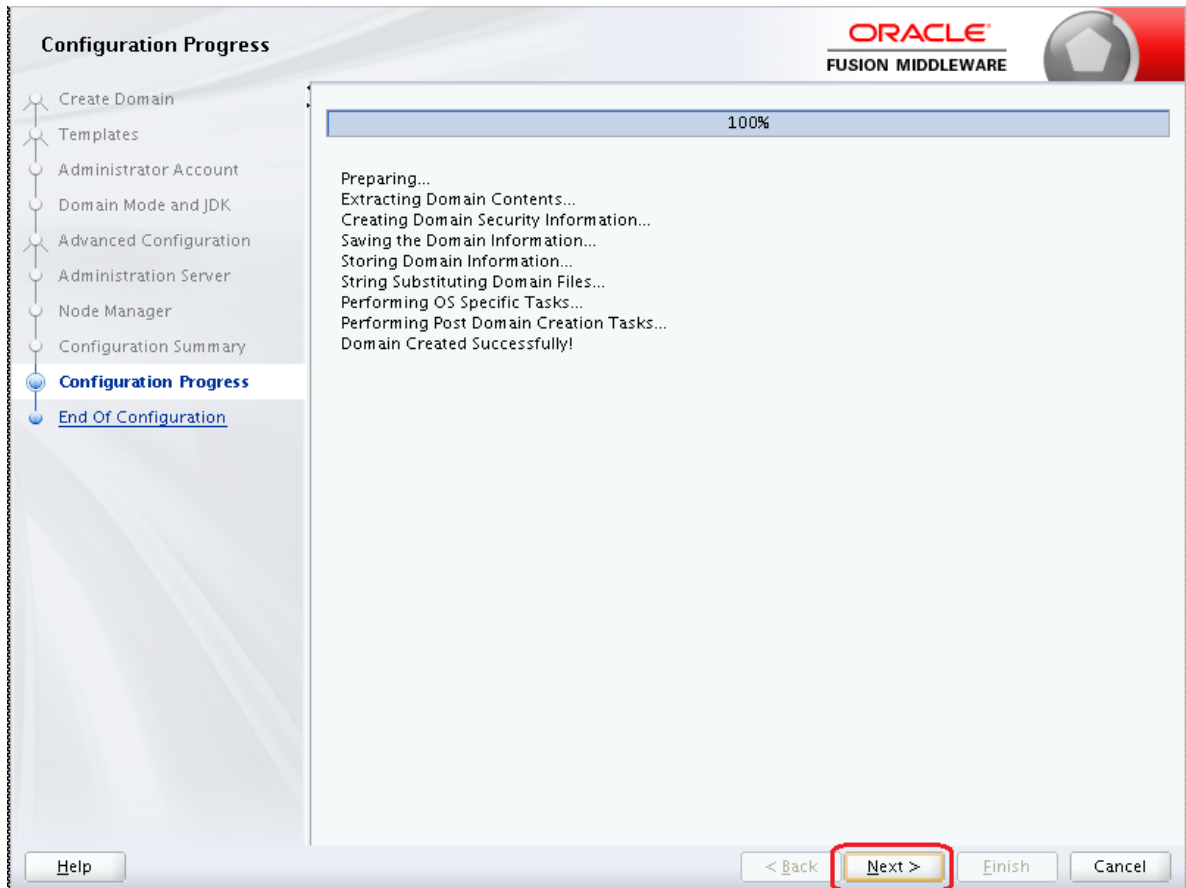 Configuration Progress
ORACLE
FUSION MIDDLEWARE
Create Domain
Templates
Administrator Account
Domain Mode and JDK
Advanced Configuration
Administration Server
Node Manager
Configuration Summary
Configuration Progress
End Of Configuration
100%
Preparing...
Extracting Domain Contents...
Creating Domain Security Information...
Saving the Domain Information...
Storing Domain Information...
String Substituting Domain Files...
Performing OS Specific Tasks...
Performing Post Domain Creation Tasks...
Domain Created Successfully!
Help
< Back
Next >
Finish
Cancel